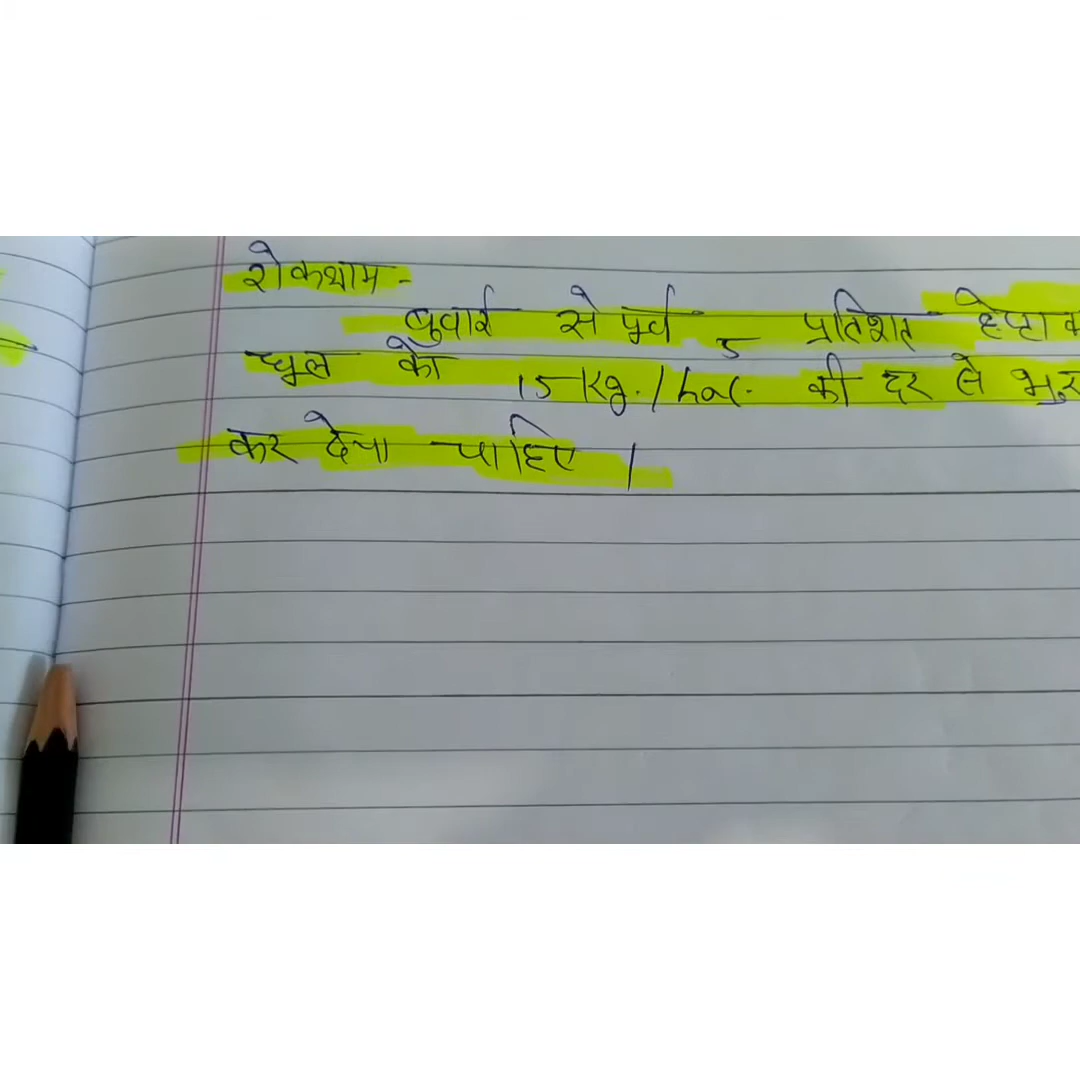 रोकथाम -
बुवाई से पूर्व 5 प्रतिशत
धूल को 15 Kg./hac. की दर से
कर देना चाहिए ।